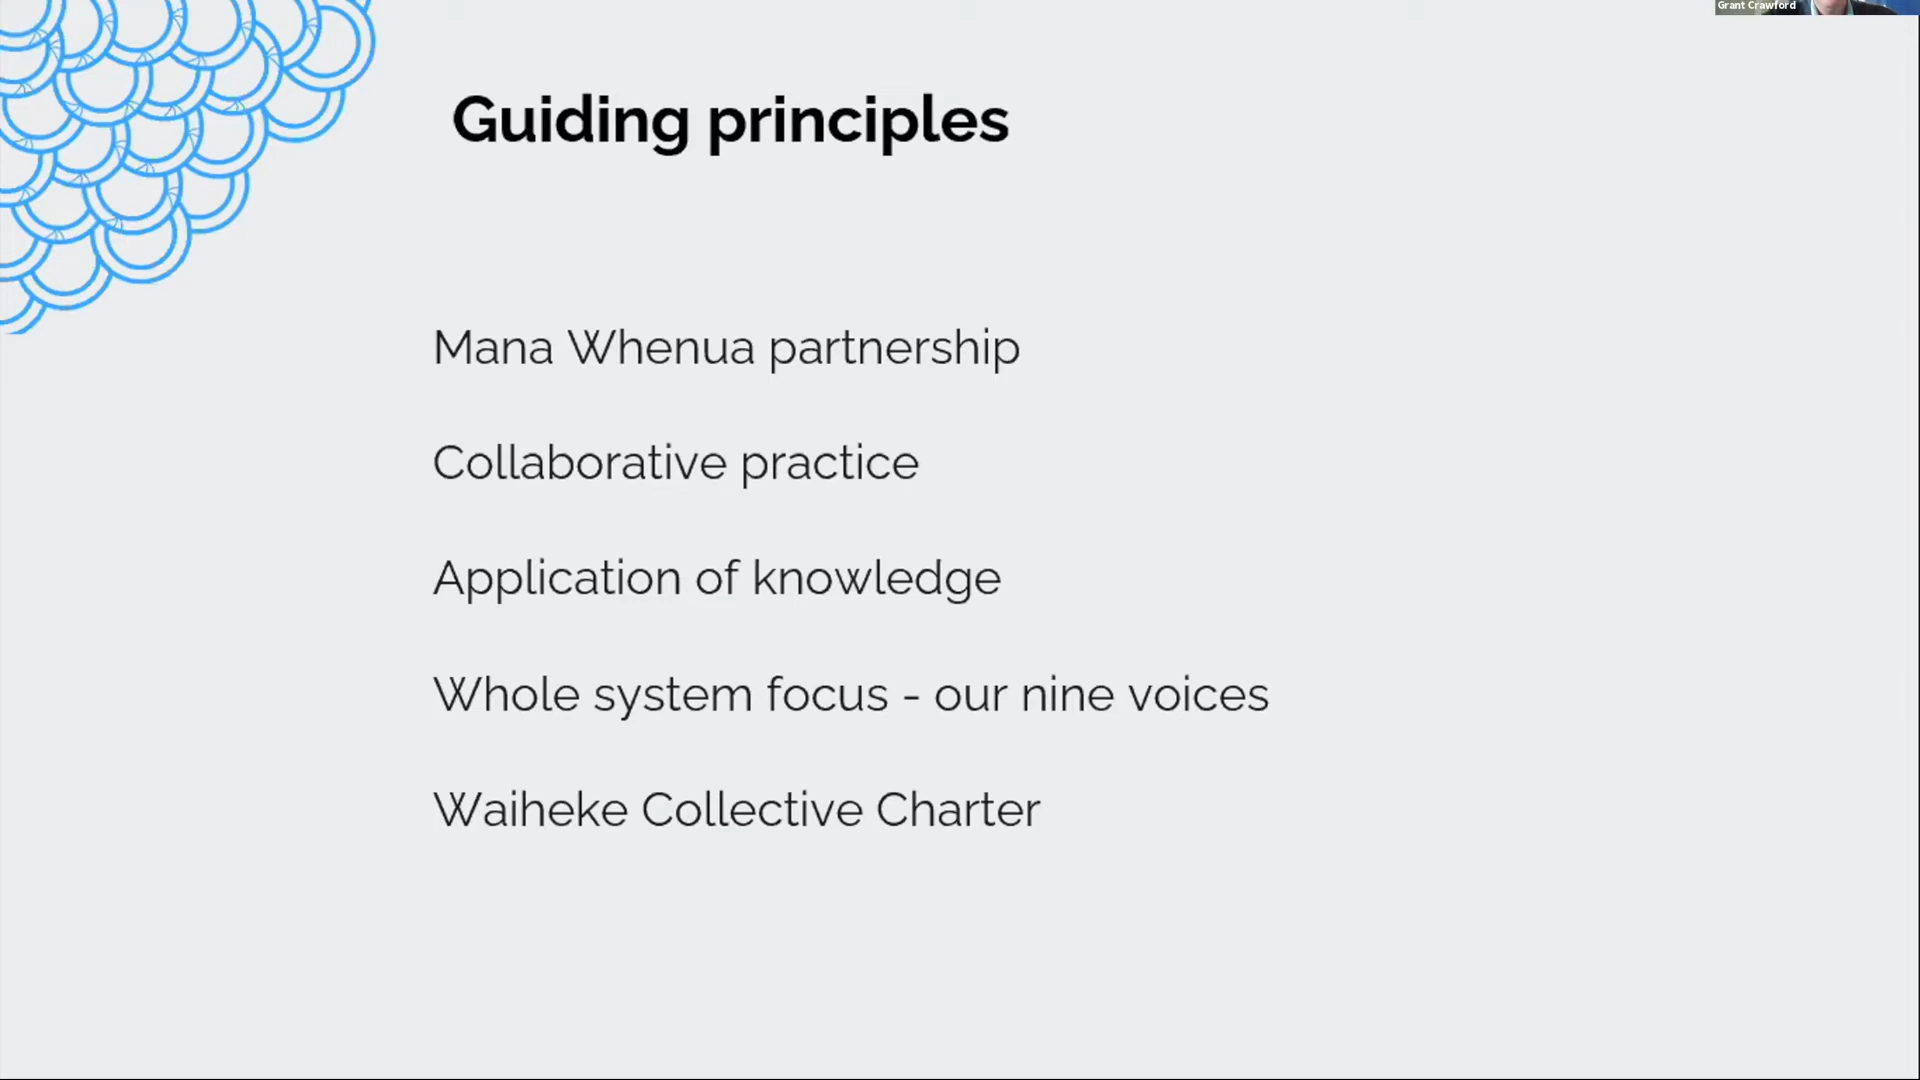 Grant Crawford
Guiding principles
Mana Whenua partnership
Collaborative practice
Application of knowledge
Whole system focus - our nine voices
Waiheke Collective Charter